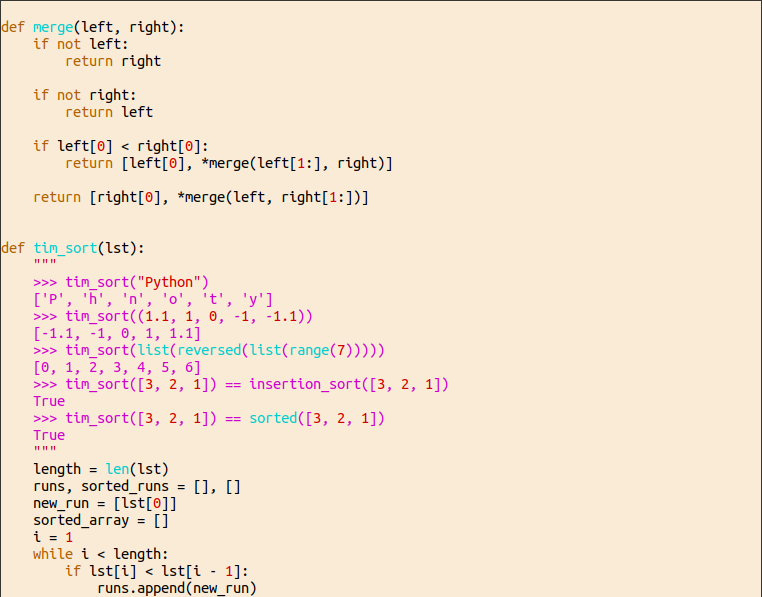 def merge(left, right):
    if not left:
        return right

    if not right:
        return left

    if left[0] < right[0]:
        return [left[0], *merge(left[1:], right)]

    return [right[0], *merge(left, right[1:])]


def tim_sort(lst):
    """
    >>> tim_sort("Python")
    ['P', 'h', 'n', 'o', 't', 'y']
    >>> tim_sort((1.1, 1, 0, -1, -1.1))
    [-1.1, -1, 0, 1, 1.1]
    >>> tim_sort(list(reversed(list(range(7)))))
    [0, 1, 2, 3, 4, 5, 6]
    >>> tim_sort([3, 2, 1]) == insertion_sort([3, 2, 1])
    True
    >>> tim_sort([3, 2, 1]) == sorted([3, 2, 1])
    True
    """
    length = len(lst)
    runs, sorted_runs = [], []
    new_run = [lst[0]]
    sorted_array = []
    i = 1
    while i < length:
        if lst[i] < lst[i - 1]:
            runs.append(new_run)